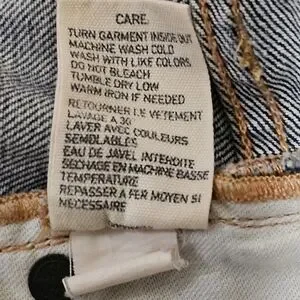 CARE
TURN GARMENT INSIDE OUT
MACHINE WASH COLD
WASH WITH LIKE COLORS
DO NOT BLEACH
TUMBLE DRY LOW
WARM IRON IF NEEDED
RETOURNER LE VETEMENT
LAVAGE A 30
LAVER AVEC COULEURS
SEMBLABLES
EAU DE JAVEL INTERDITE
SECHAGE EN MACHINE BASSE
TEMPERATURE
REPASSER A FER MOYEN SI
NECESSAIRE